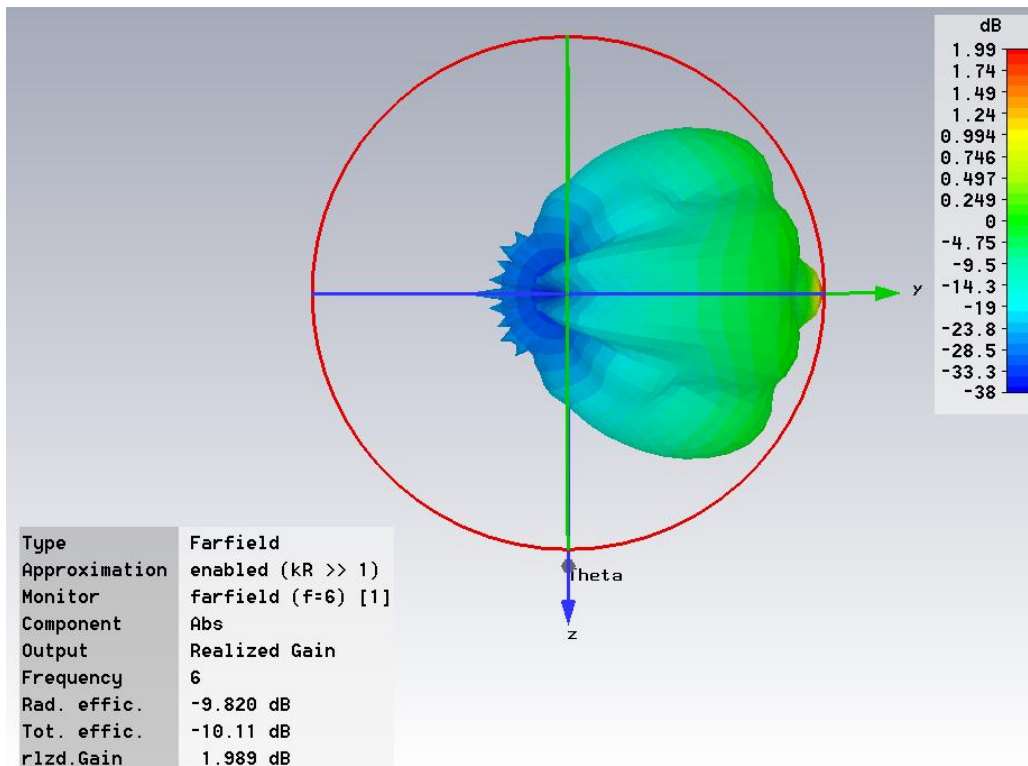 dB
1.99
1.74
1.49
1.24
0.994
0.746
0.497
0.249
0
-4.75
-9.5
-14.3
-19
-23.8
-28.5
-33.3
-38
y
Theta
z
Type Farfield
Approximation enabled (kR >> 1)
Monitor farfield (f=6) [1]
Component Abs
Output Realized Gain
Frequency 6
Rad. effic. -9.820 dB
Tot. effic. -10.11 dB
rlzd.Gain 1.989 dB